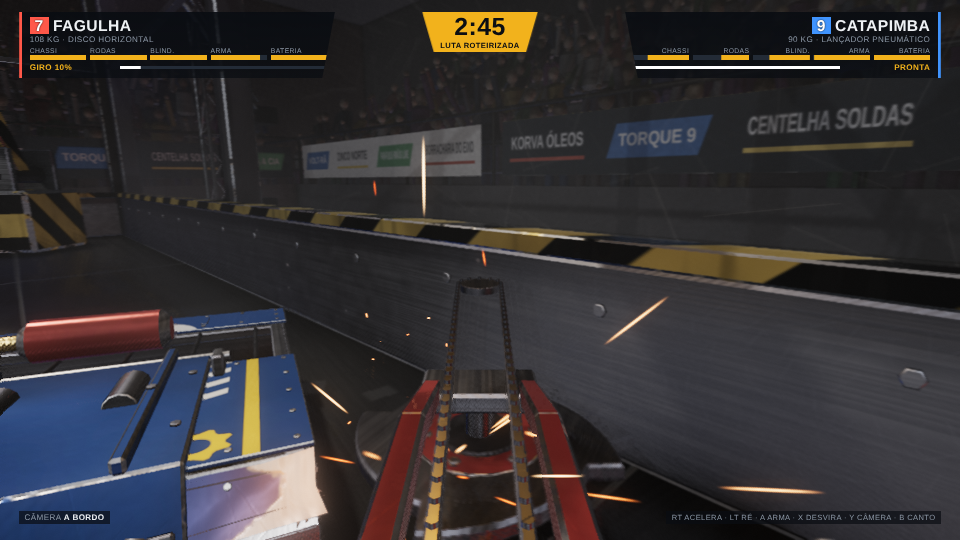 7 FAGULHA
108 KG · DISCO HORIZONTAL
CHASSI RODAS BLIND. ARMA BATERIA
GIRO 10%
2:45
LUTA ROTEIRIZADA
9 CATAPIMBA
90 KG · LANÇADOR PNEUMÁTICO
CHASSI RODAS BLIND. ARMA BATERIA
PRONTA
KORVA ÓLEOS
TORQUE 9
CENTELHA SOLDAS
TORQU
CENTELHA SOLDAS
CÂMERA A BORDO
RT ACELERA · LT RÉ · A ARMA · X DESVIRA · Y CÂMERA · B CANTO